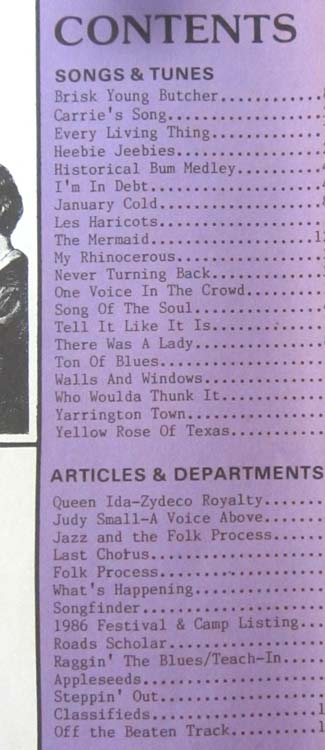 CONTENTS
SONGS & TUNES
Brisk Young Butcher............
Carrie's Song..................
Every Living Thing.............
Heebie Jeebies.................
Historical Bum Medley..........
I'm In Debt....................
January Cold...................
Les Haricots...................
The Mermaid....................1
My Rhinocerous.................
Never Turning Back.............
One Voice In The Crowd.........
Song Of The Soul...............
Tell It Like It Is.............
There Was A Lady...............
Ton Of Blues...................
Walls And Windows..............
Who Woulda Thunk It............
Yarrington Town................
Yellow Rose Of Texas...........
ARTICLES & DEPARTMENTS
Queen Ida-Zydeco Royalty.......
Judy Small-A Voice Above.......
Jazz and the Folk Process......
Last Chorus....................
Folk Process...................
What's Happening...............
Songfinder.....................
1986 Festival & Camp Listing...
Roads Scholar..................
Raggin' The Blues/Teach-In.....
Appleseeds.....................
Steppin' Out...................
Classifieds....................1
Off the Beaten Track...........1